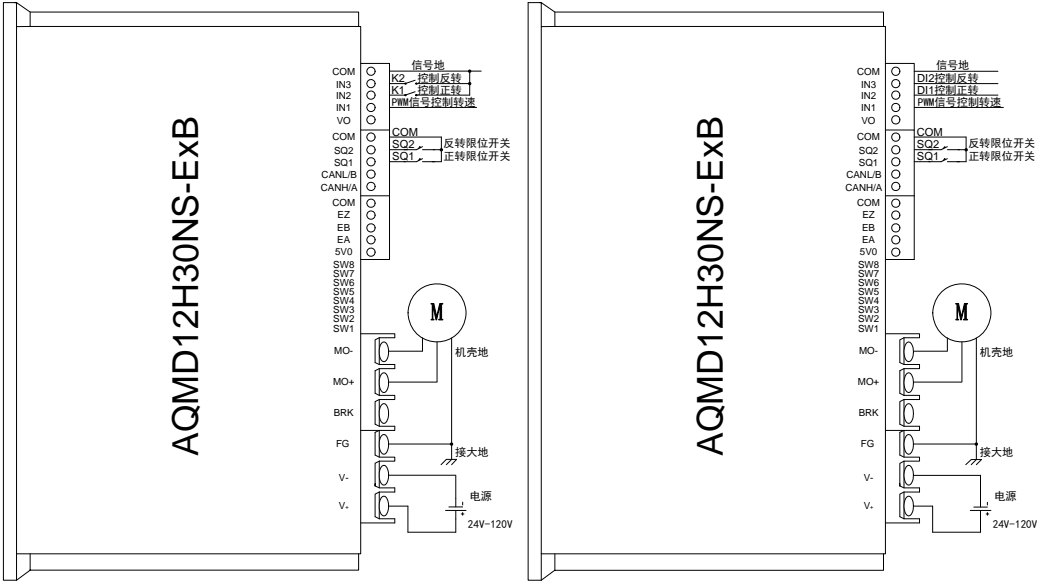 AQMD12H30NS-ExB
COM 信号地
IN3 K2 控制反转
IN2 K1 控制正转
IN1 PWM信号控制转速
VO
COM COM
SQ2 SQ2 反转限位开关
SQ1 SQ1 正转限位开关
CANL/B
CANH/A
COM
EZ
EB
EA
5V0
SW8
SW7
SW6
SW5
SW4
SW3
SW2
SW1
M
MO- 机壳地
MO+
BRK
FG 接大地
V-
电源
V+
24V-120V
AQMD12H30NS-ExB
COM 信号地
IN3 DI2控制反转
IN2 DI1控制正转
IN1 PWM信号控制转速
VO
COM COM
SQ2 SQ2 反转限位开关
SQ1 SQ1 正转限位开关
CANL/B
CANH/A
COM
EZ
EB
EA
5V0
SW8
SW7
SW6
SW5
SW4
SW3
SW2
SW1
M
MO- 机壳地
MO+
BRK
FG 接大地
V-
电源
V+
24V-120V